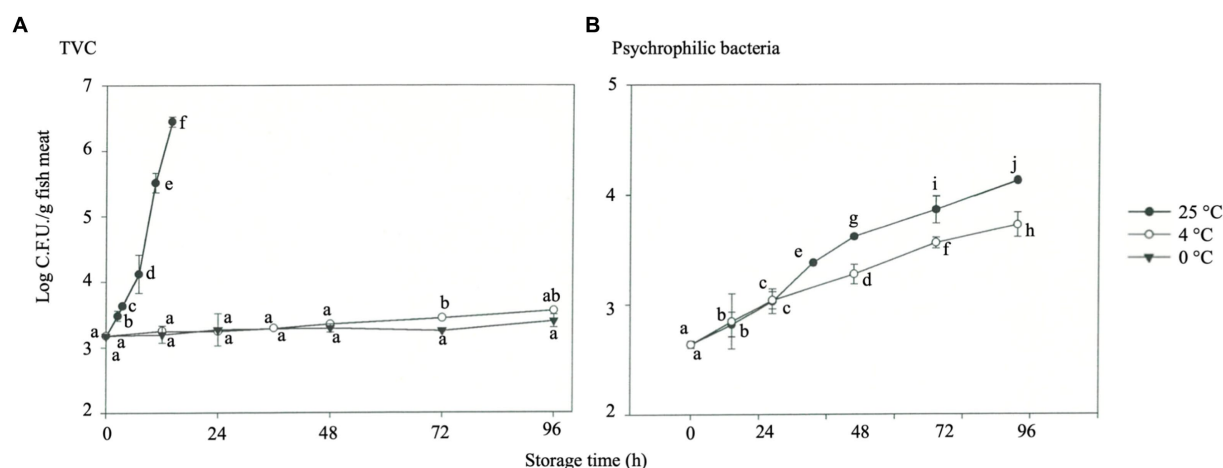 A
B
TVC
Psychrophilic bacteria
7
6
5
4
3
2
Log C.F.U./g fish meat
f
e
d
c
b
a
a
a
a
a
a
a
a
a
a
b
a
ab
a
0
24
48
72
96
5
4
3
2
a
a
b
b
c
c
e
g
d
i
f
j
h
0
24
48
72
96
25 °C
4 °C
0 °C
Storage time (h)